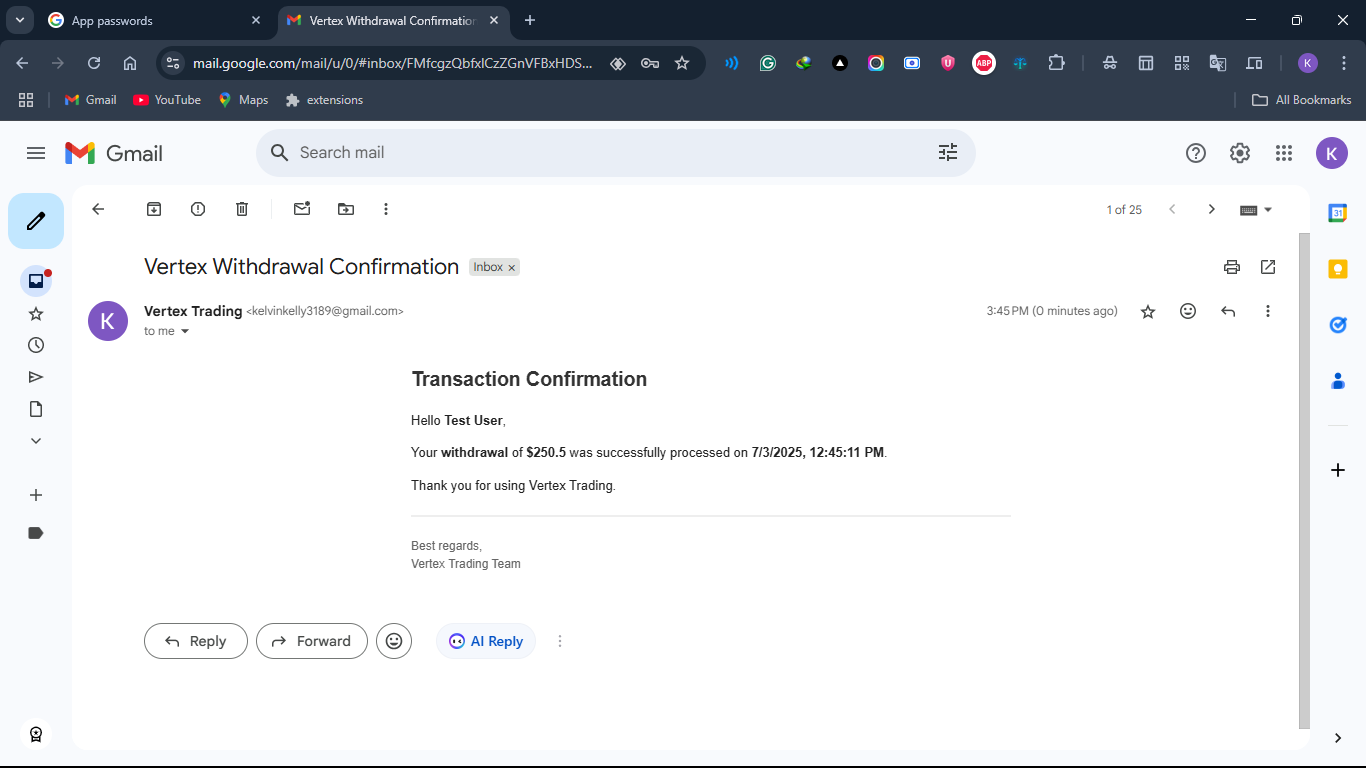 App passwords
Vertex Withdrawal Confirmation
mail.google.com/mail/u/0/#inbox/FMfcgzQbfxlCzZGnVFBxHDS...
ABP
K
Gmail
YouTube
Maps
extensions
All Bookmarks
Gmail
Search mail
K
1 of 25
31
Vertex Withdrawal Confirmation
Inbox x
K
Vertex Trading <kelvinkelly3189@gmail.com>
3:45 PM (0 minutes ago)
to me
Transaction Confirmation
Hello Test User,
Your withdrawal of $250.5 was successfully processed on 7/3/2025, 12:45:11 PM.
Thank you for using Vertex Trading.
Best regards,
Vertex Trading Team
Reply
Forward
AI Reply